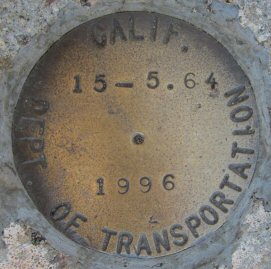 CALIF.
15-5.64
1996
DEPT. OF TRANSPORTATION